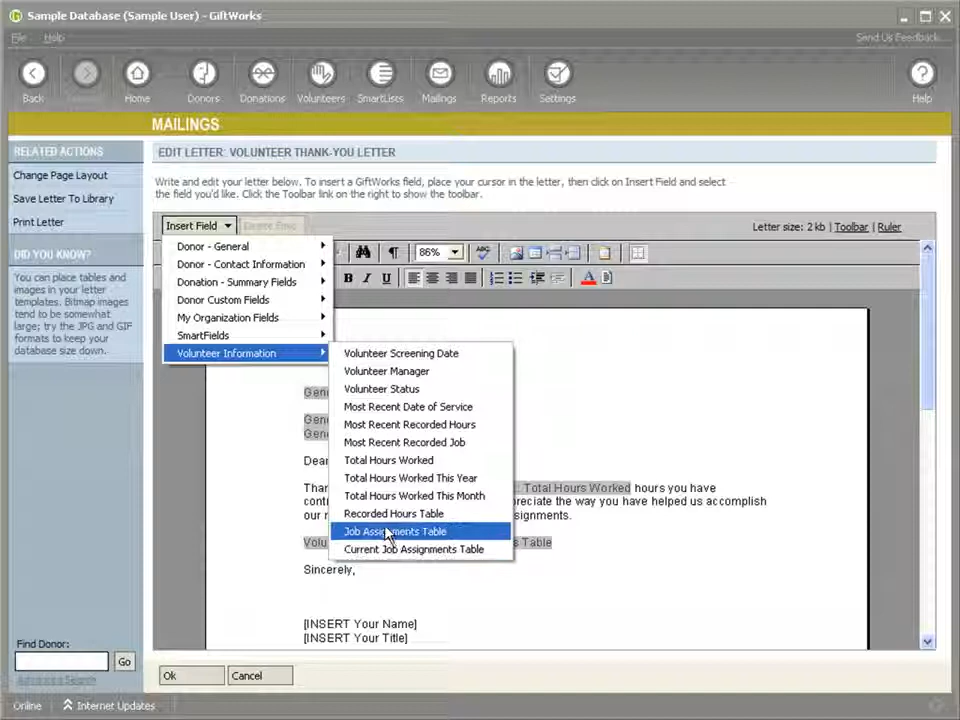 Sample Database (Sample User) - GiftWorks
File Help Send Us Feedback...
Back Home Donors Donations Volunteers SmartLists Mailings Reports Settings Help
MAILINGS
RELATED ACTIONS
Change Page Layout
Save Letter To Library
Print Letter
DID YOU KNOW?
You can place tables and
images in your letter
templates. Bitmap images
tend to be somewhat
large; try the JPG and GIF
formats to keep your
database size down.
Find Donor:
Go
Advanced Search
EDIT LETTER: VOLUNTEER THANK-YOU LETTER
Write and edit your letter below. To insert a GiftWorks field, place your cursor in the letter, then click on Insert Field and select
the field you'd like. Click the Toolbar link on the right to show the toolbar.
Insert Field Letter size: 2 kb | Toolbar | Ruler
86%
B I U A
Donor - General
Donor - Contact Information
Donation - Summary Fields
Donor Custom Fields
My Organization Fields
SmartFields
Volunteer Information
Volunteer Screening Date
Volunteer Manager
Volunteer Status
Most Recent Date of Service
Most Recent Recorded Hours
Most Recent Recorded Job
Total Hours Worked
Total Hours Worked This Year
Total Hours Worked This Month
Recorded Hours Table
Job Assignments Table
Current Job Assignments Table
Gen
Gen
Gen
Dear
Than : Total Hours Worked hours you have
contr preciate the way you have helped us accomplish
our n signments.
Volu s Table
Sincerely,
[INSERT Your Name]
[INSERT Your Title]
Ok Cancel
Online Internet Updates